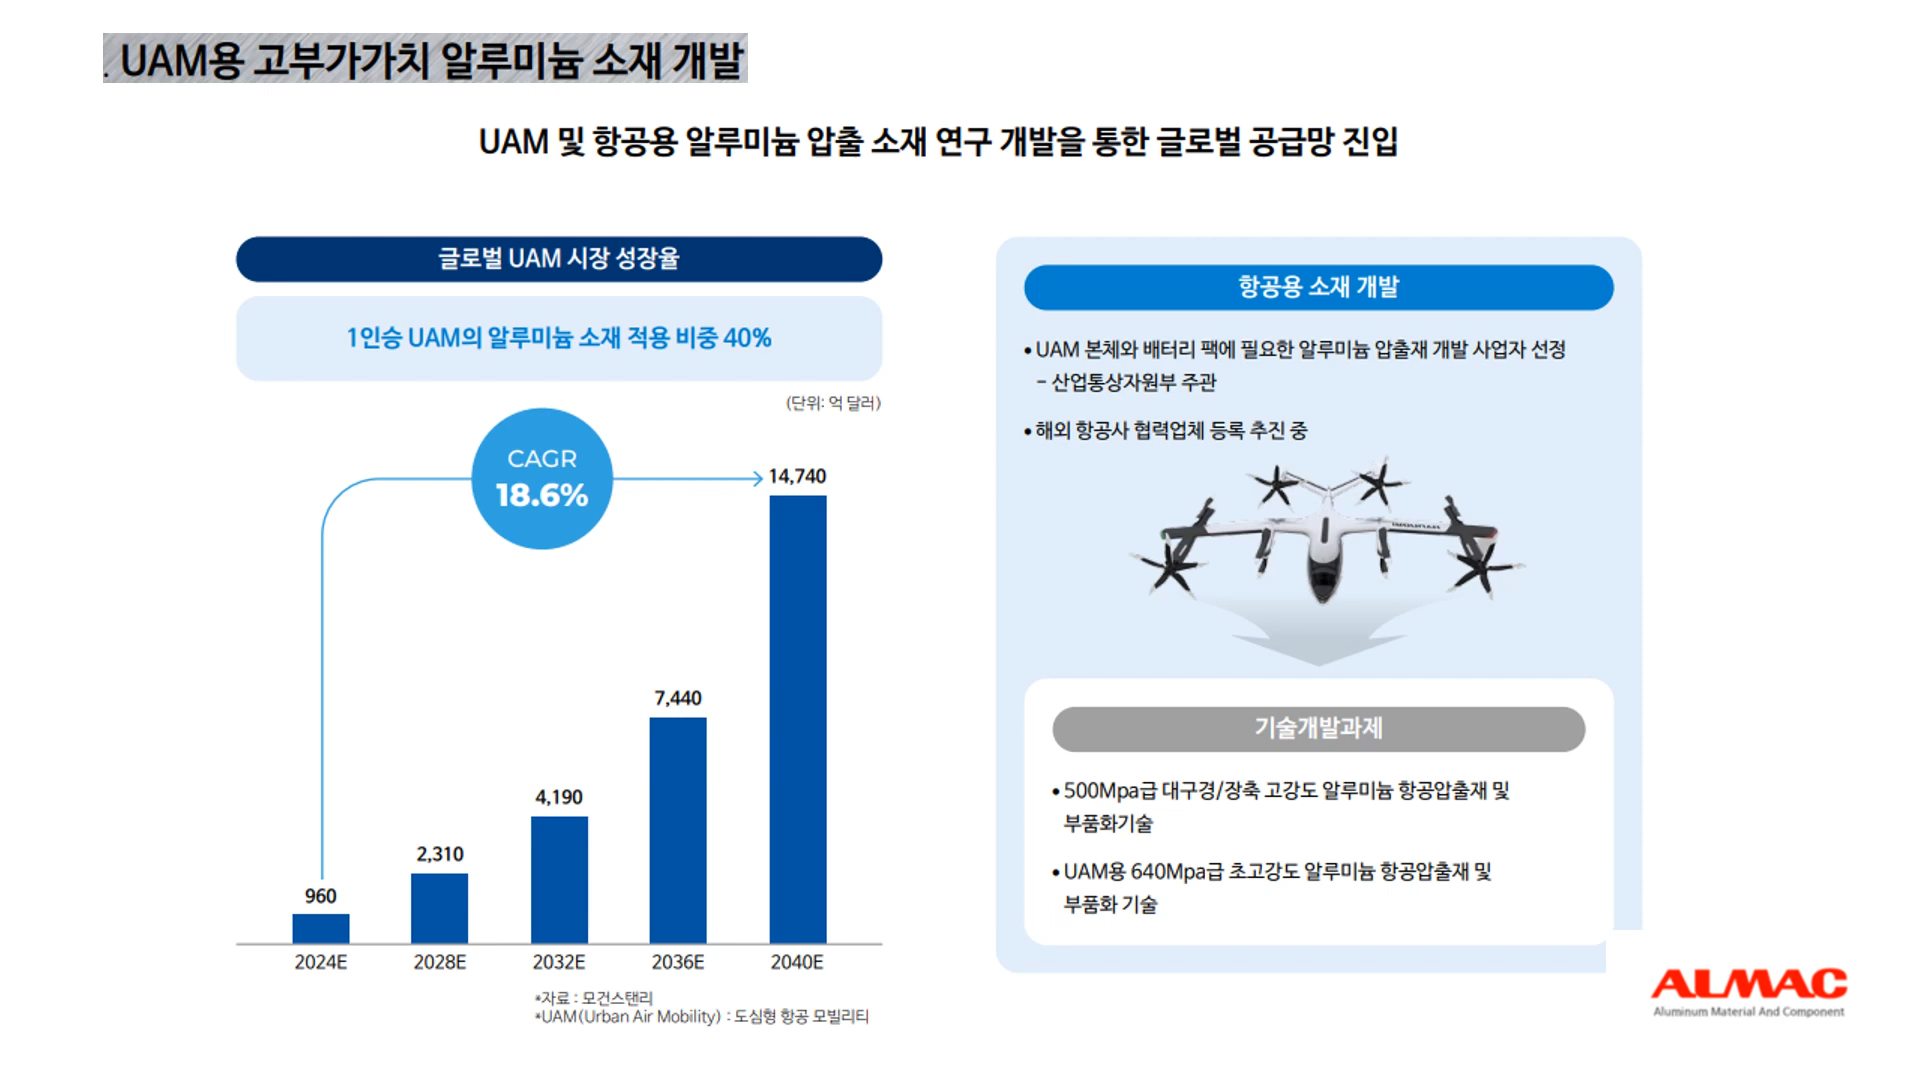 . UAM용 고부가가치 알루미늄 소재 개발
UAM 및 항공용 알루미늄 압출 소재 연구 개발을 통한 글로벌 공급망 진입
글로벌 UAM 시장 성장율
1인승 UAM의 알루미늄 소재 적용 비중 40%
(단위: 억 달러)
CAGR
18.6%
14,740
7,440
4,190
2,310
960
2024E 2028E 2032E 2036E 2040E
*자료 : 모건스탠리
*UAM(Urban Air Mobility) : 도심형 항공 모빌리티
항공용 소재 개발
• UAM 본체와 배터리 팩에 필요한 알루미늄 압출재 개발 사업자 선정
- 산업통상자원부 주관
• 해외 항공사 협력업체 등록 추진 중
기술개발과제
• 500Mpa급 대구경/장축 고강도 알루미늄 항공압출재 및
부품화기술
• UAM용 640Mpa급 초고강도 알루미늄 항공압출재 및
부품화 기술
ALMAC
Aluminum Material And Component